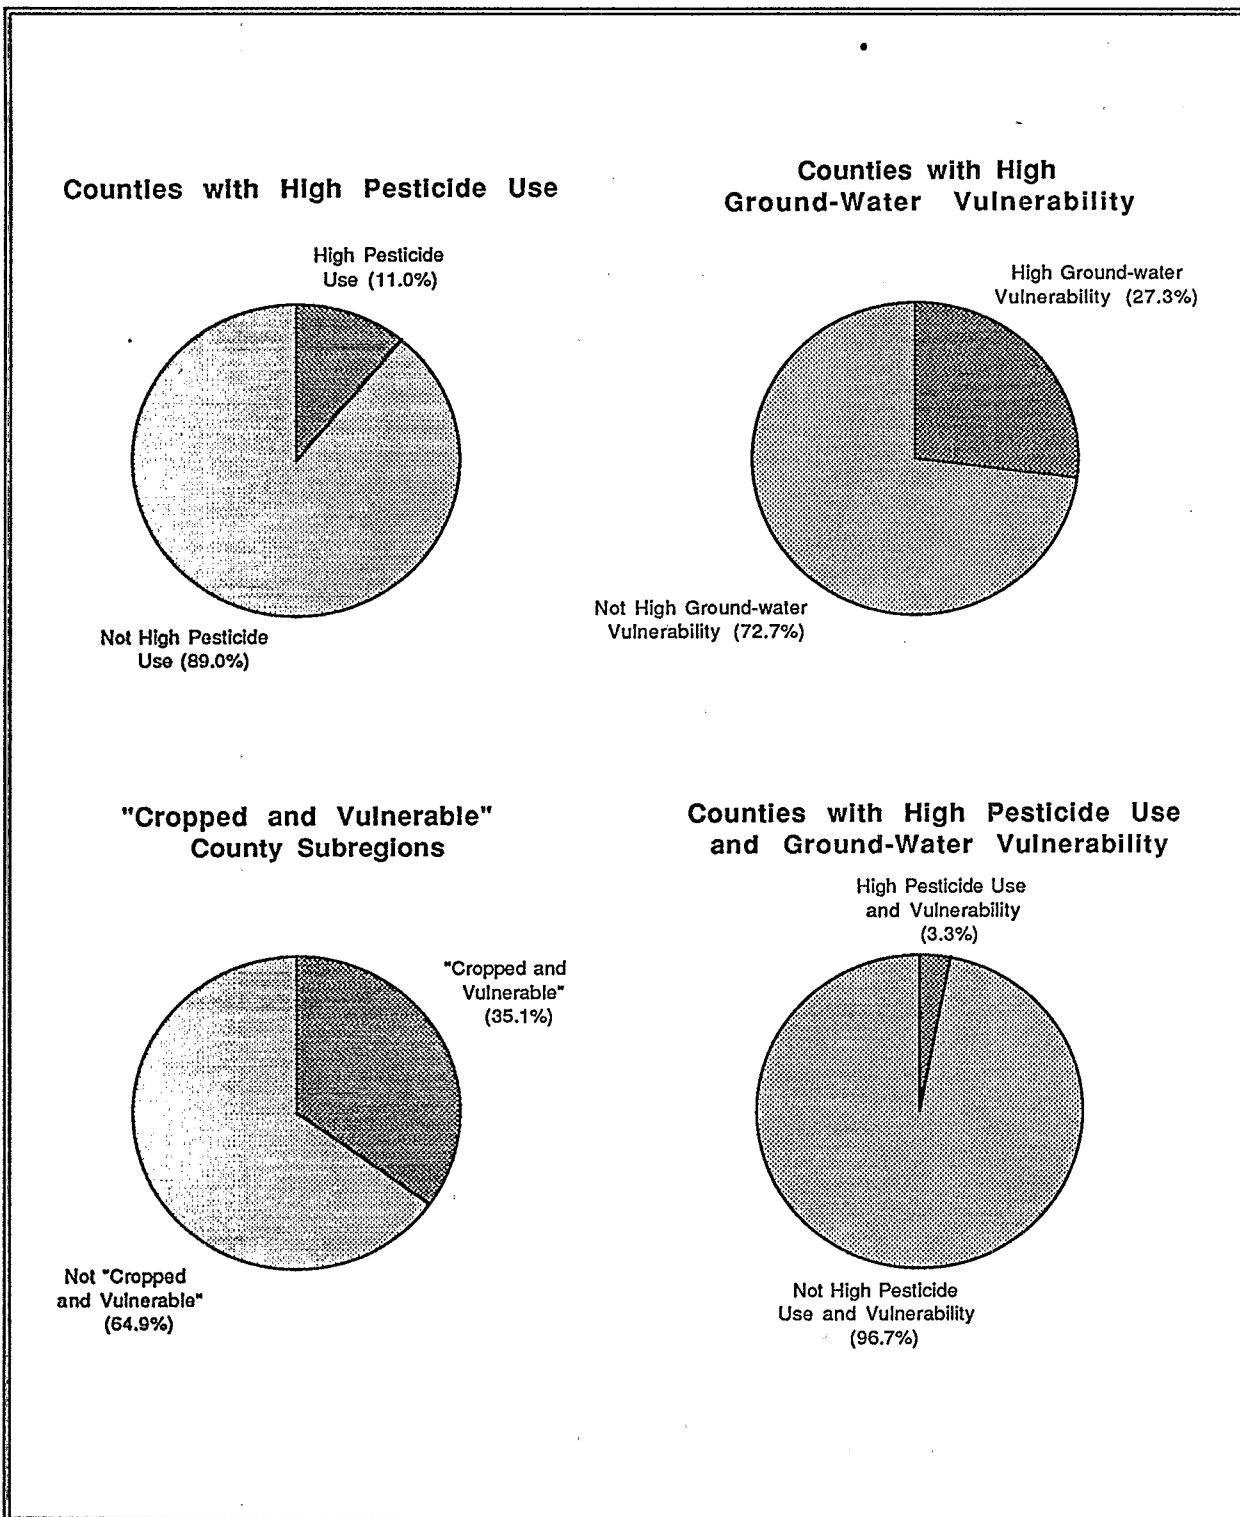 Counties with High Pesticide Use
High Pesticide
Use (11.0%)
Not High Pesticide
Use (89.0%)
Counties with High
Ground-Water Vulnerability
High Ground-water
Vulnerability (27.3%)
Not High Ground-water
Vulnerability (72.7%)
"Cropped and Vulnerable"
County Subregions
"Cropped and
Vulnerable"
(35.1%)
Not "Cropped
and Vulnerable"
(64.9%)
Counties with High Pesticide Use
and Ground-Water Vulnerability
High Pesticide Use
and Vulnerability
(3.3%)
Not High Pesticide
Use and Vulnerability
(96.7%)